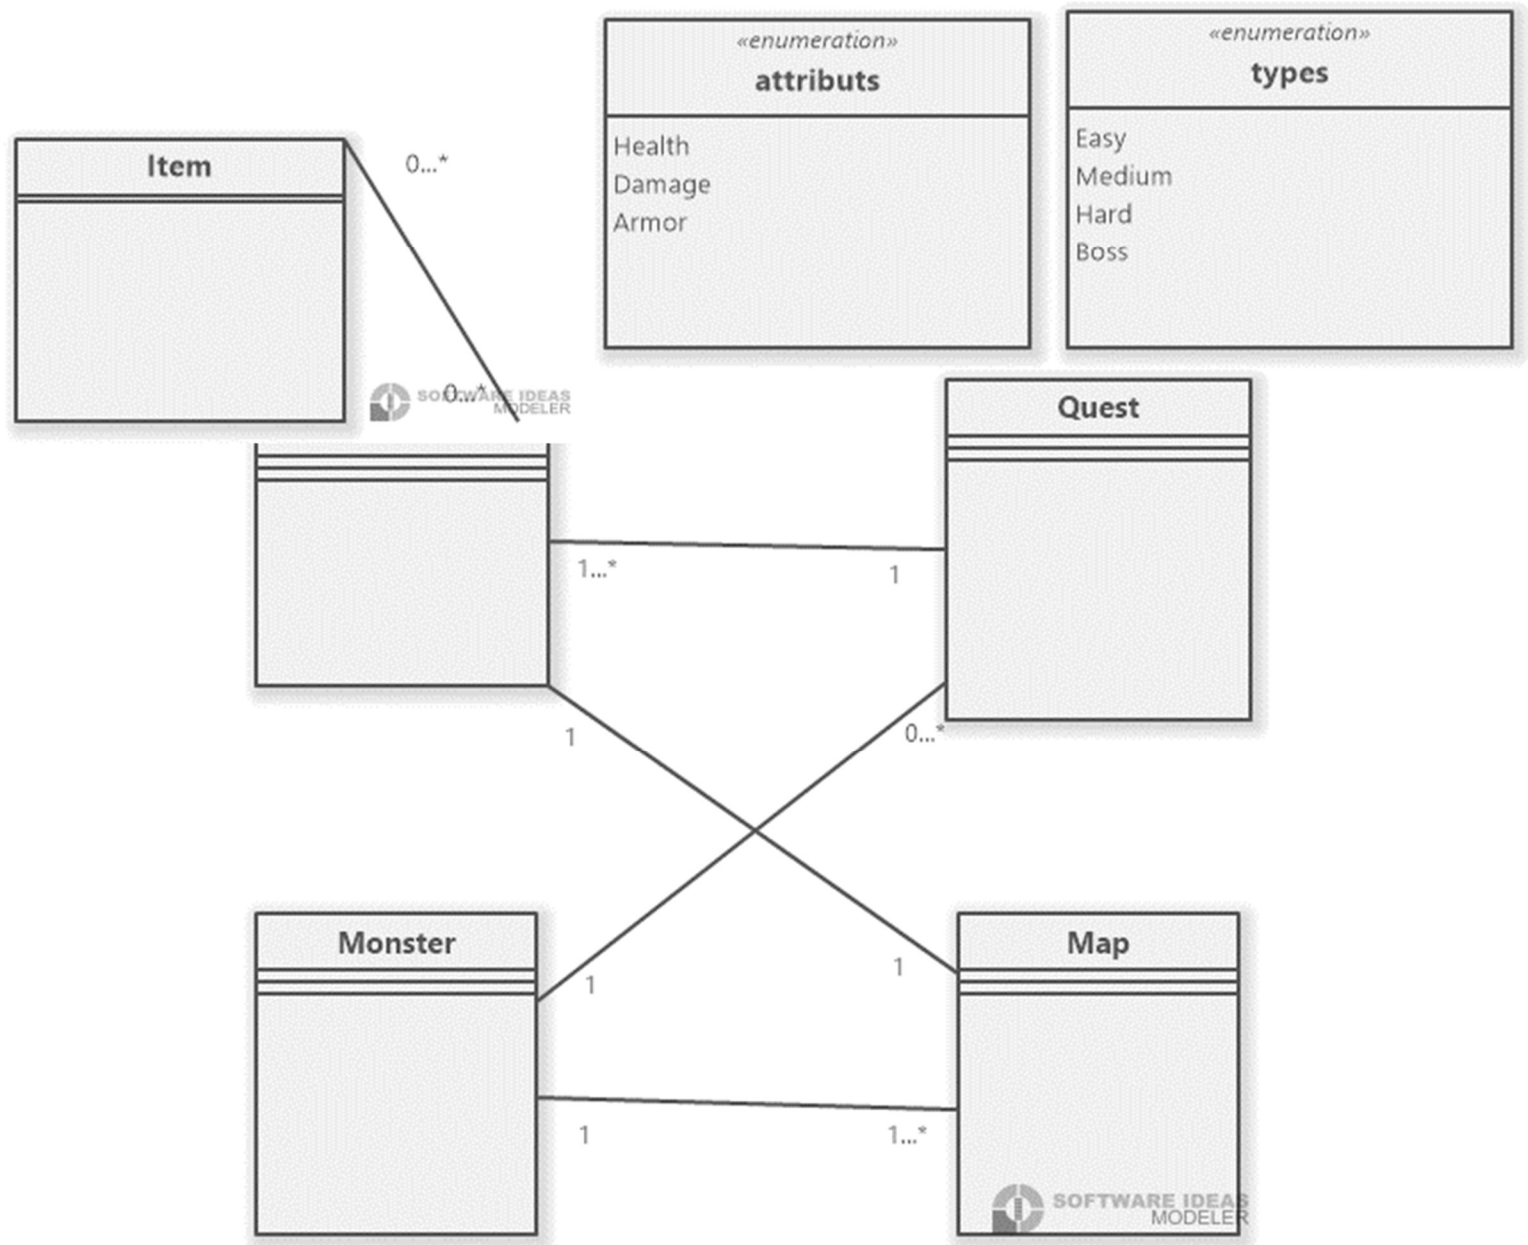 «enumeration»
attributs
Health
Damage
Armor
«enumeration»
types
Easy
Medium
Hard
Boss
Item
0...*
0...*
SOFTWARE IDEAS
MODELER
Quest
1...*
1
1
0...*
Monster
Map
1
1
1
1...*
SOFTWARE IDEAS
MODELER